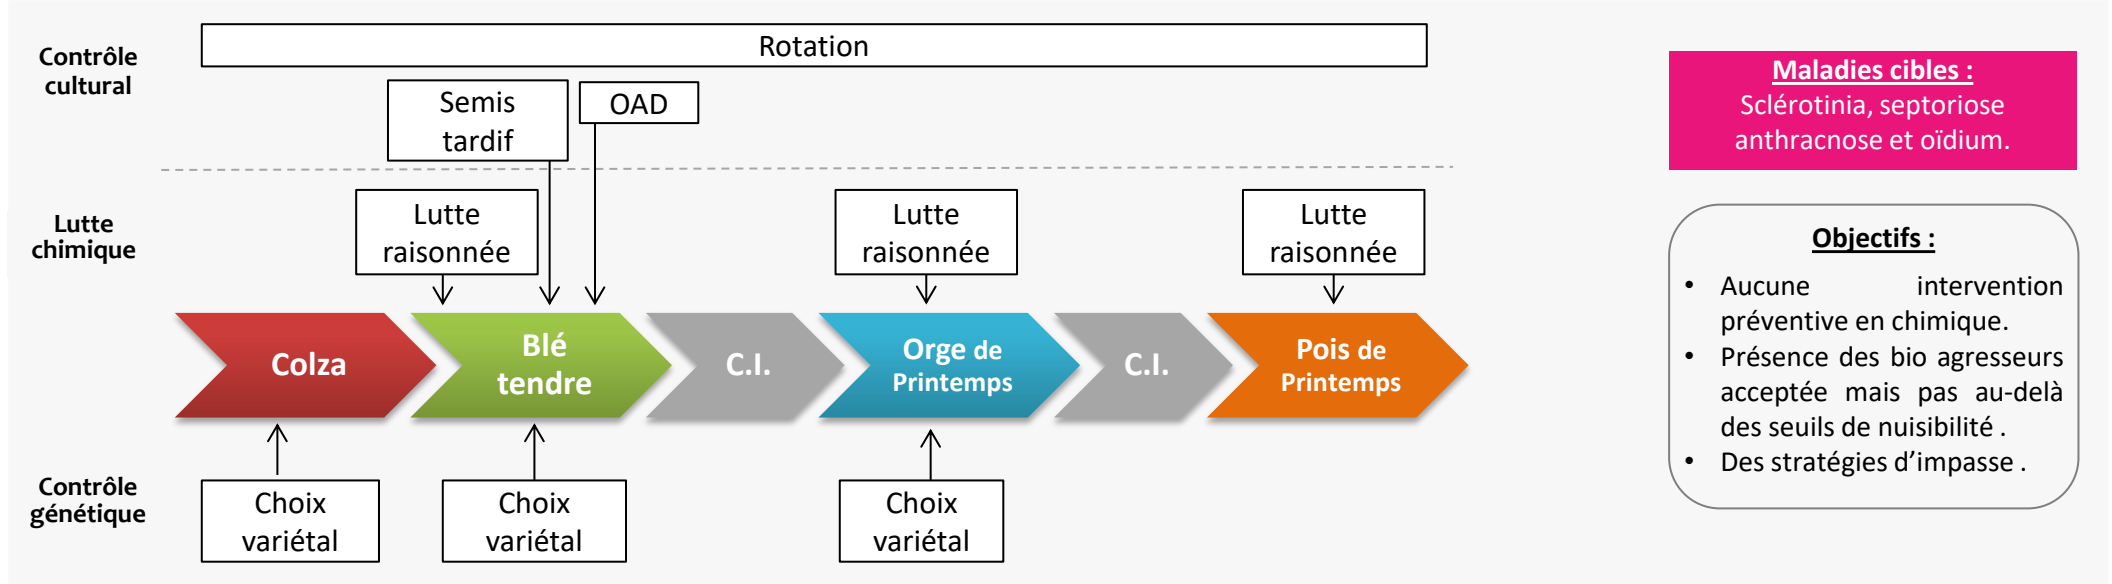 Contrôle
cultural
Rotation
Semis
tardif
OAD
Lutte
chimique
Lutte
raisonnée
Lutte
raisonnée
Lutte
raisonnée
Colza
Blé
tendre
C.I.
Orge de
Printemps
C.I.
Pois de
Printemps
Contrôle
génétique
Choix
variétal
Choix
variétal
Choix
variétal
Maladies cibles :
Sclérotinia, septoriose
anthracnose et oïdium.
Objectifs :
• Aucune intervention
préventive en chimique.
• Présence des bio agresseurs
acceptée mais pas au-delà
des seuils de nuisibilité .
• Des stratégies d’impasse .